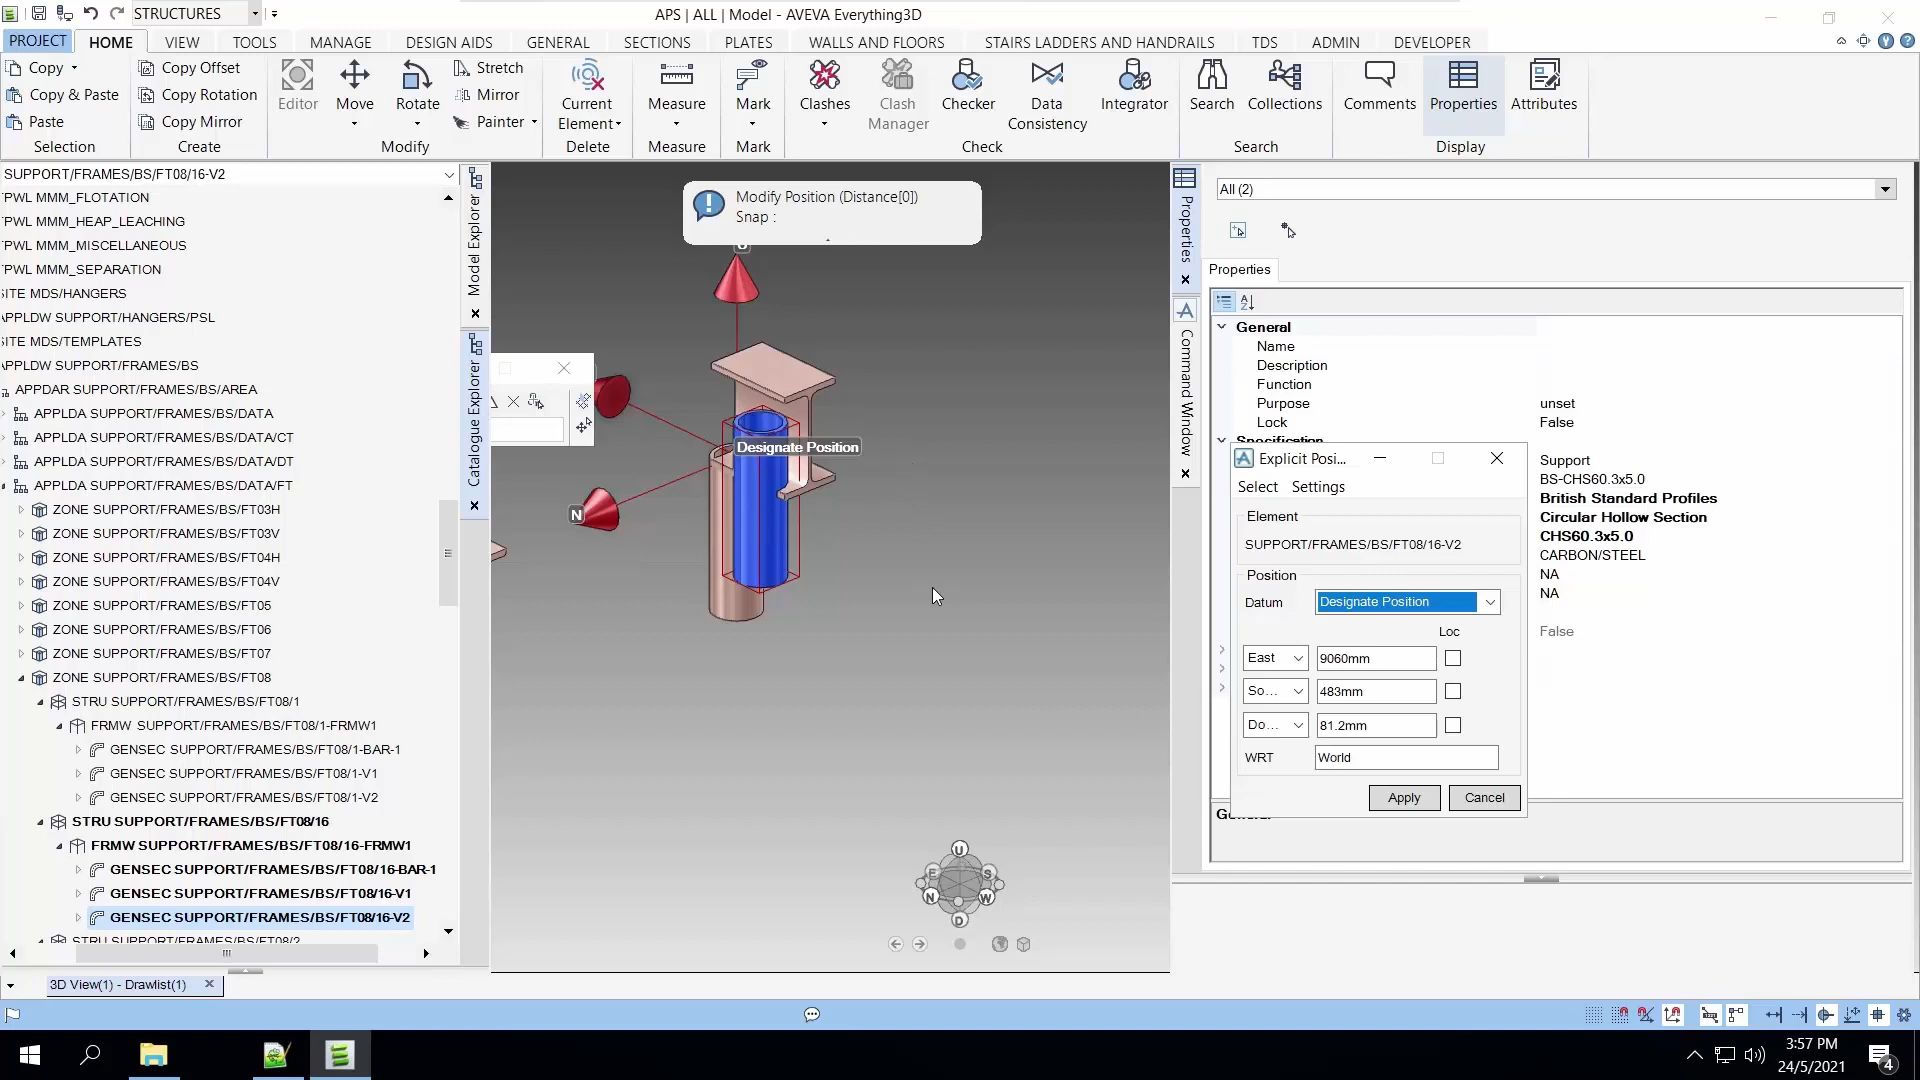 STRUCTURES
APS | ALL | Model - AVEVA Everything3D
PROJECT HOME VIEW TOOLS MANAGE DESIGN AIDS GENERAL SECTIONS PLATES WALLS AND FLOORS STAIRS LADDERS AND HANDRAILS TDS ADMIN DEVELOPER
Copy
Copy & Paste
Paste
Selection
Copy Offset
Copy Rotation
Copy Mirror
Create
Editor
Move
Rotate
Stretch
Mirror
Painter
Modify
Current
Element
Delete
Measure
Measure
Mark
Mark
Clashes
Clash
Manager
Checker
Data
Consistency
Integrator
Check
Search
Collections
Search
Comments
Properties
Attributes
Display
SUPPORT/FRAMES/BS/FT08/16-V2
PWL MMM_FLOTATION
PWL MMM_HEAP_LEACHING
PWL MMM_MISCELLANEOUS
PWL MMM_SEPARATION
ITE MDS/HANGERS
APPLDW SUPPORT/HANGERS/PSL
ITE MDS/TEMPLATES
APPLDW SUPPORT/FRAMES/BS
APPDAR SUPPORT/FRAMES/BS/AREA
APPLDA SUPPORT/FRAMES/BS/DATA
APPLDA SUPPORT/FRAMES/BS/DATA/CT
APPLDA SUPPORT/FRAMES/BS/DATA/DT
APPLDA SUPPORT/FRAMES/BS/DATA/FT
ZONE SUPPORT/FRAMES/BS/FT03H
ZONE SUPPORT/FRAMES/BS/FT03V
ZONE SUPPORT/FRAMES/BS/FT04H
ZONE SUPPORT/FRAMES/BS/FT04V
ZONE SUPPORT/FRAMES/BS/FT05
ZONE SUPPORT/FRAMES/BS/FT06
ZONE SUPPORT/FRAMES/BS/FT07
ZONE SUPPORT/FRAMES/BS/FT08
STRU SUPPORT/FRAMES/BS/FT08/1
FRMW SUPPORT/FRAMES/BS/FT08/1-FRMW1
GENSEC SUPPORT/FRAMES/BS/FT08/1-BAR-1
GENSEC SUPPORT/FRAMES/BS/FT08/1-V1
GENSEC SUPPORT/FRAMES/BS/FT08/1-V2
STRU SUPPORT/FRAMES/BS/FT08/16
FRMW SUPPORT/FRAMES/BS/FT08/16-FRMW1
GENSEC SUPPORT/FRAMES/BS/FT08/16-BAR-1
GENSEC SUPPORT/FRAMES/BS/FT08/16-V1
GENSEC SUPPORT/FRAMES/BS/FT08/16-V2
STRU SUPPORT/FRAMES/BS/FT08/2
Model Explorer
Catalogue Explorer
Modify Position (Distance[0])
Snap :
Designate Position
N
U
E S
N W
D
Properties
Command Window
All (2)
Properties
General
Name
Description
Function
Purpose unset
Lock False
Specification
Support
BS-CHS60.3x5.0
British Standard Profiles
Circular Hollow Section
CHS60.3x5.0
CARBON/STEEL
NA
NA
False
General
Explicit Posi...
Select Settings
Element
SUPPORT/FRAMES/BS/FT08/16-V2
Position
Datum Designate Position
Loc
East 9060mm
So... 483mm
Do... 81.2mm
WRT World
Apply Cancel
3D View(1) - Drawlist(1)
3:57 PM
24/5/2021
4